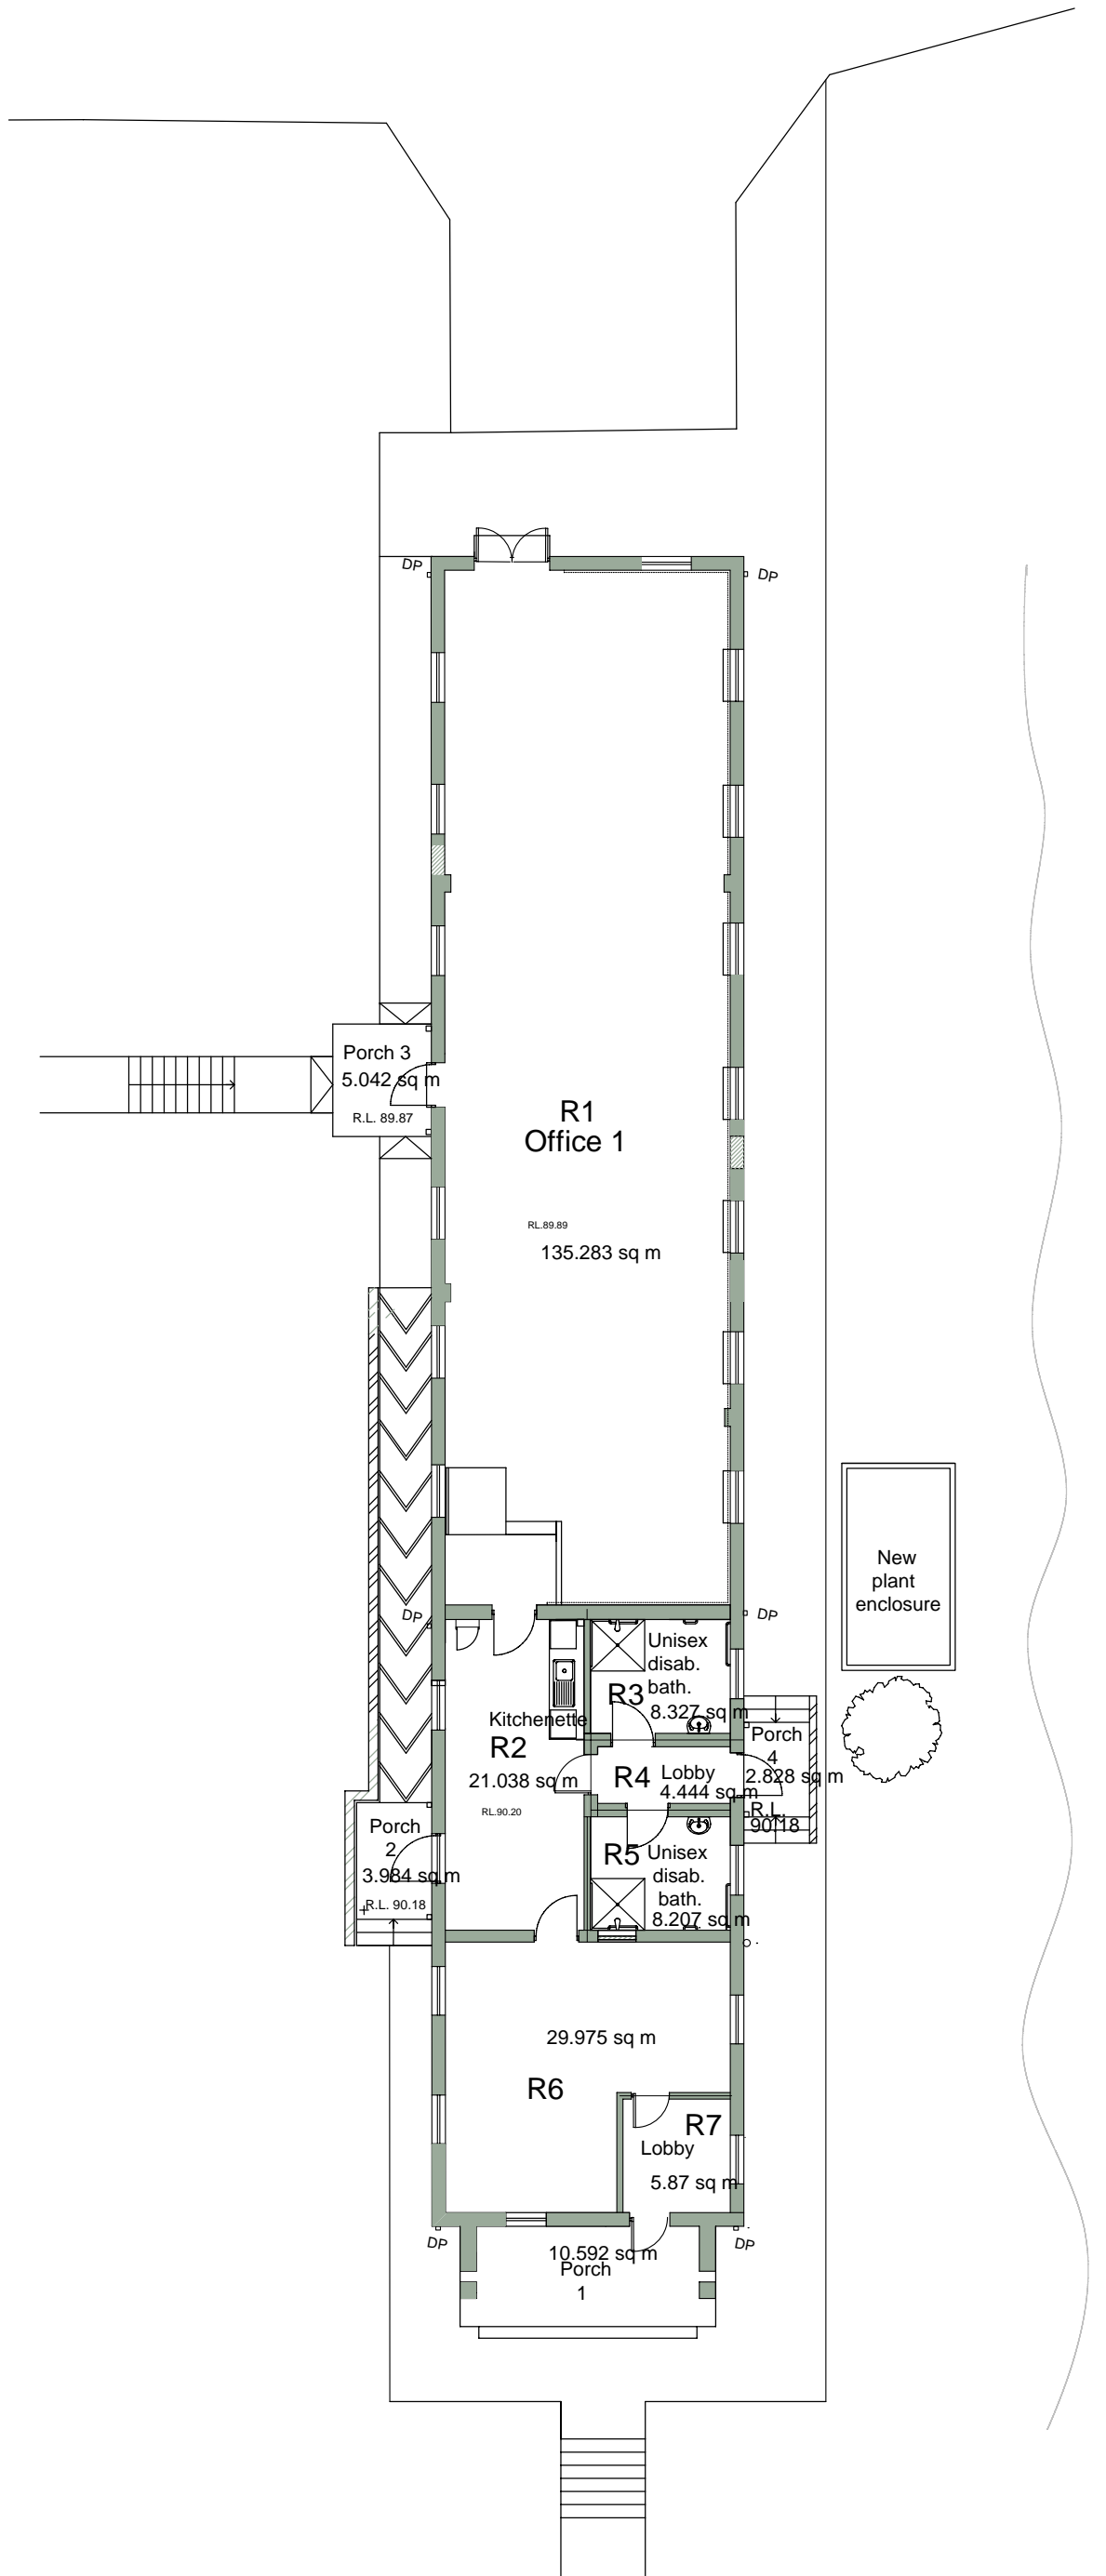 DP
DP
Porch 3
5.042 sq m
R.L. 89.87
R1
Office 1
RL.89.89
135.283 sq m
New
plant
enclosure
DP
DP
Unisex
disab.
bath.
R3
8.327 sq m
Kitchenette
R2
21.038 sq m
RL.90.20
R4
Lobby
4.444 sq m
Porch
4
2.828 sq m
R.L.
90.18
Porch
2
3.984 sq m
R.L. 90.18
R5
Unisex
disab.
bath.
8.207 sq m
29.975 sq m
R6
R7
Lobby
5.87 sq m
DP
DP
10.592 sq m
Porch
1